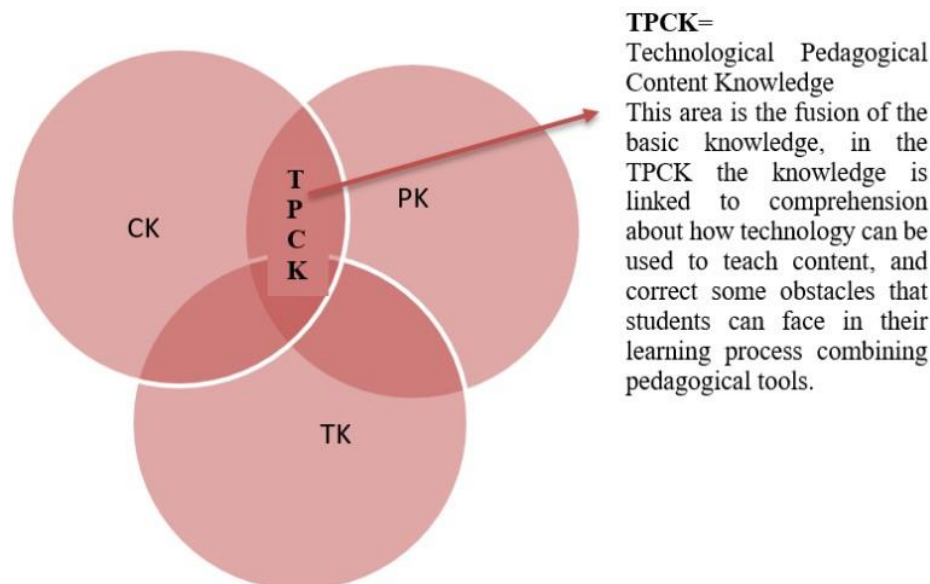 TPCK=
Technological Pedagogical
Content Knowledge
This area is the fusion of the
basic knowledge, in the
TPCK the knowledge is
linked to comprehension
about how technology can be
used to teach content, and
correct some obstacles that
students can face in their
learning process combining
pedagogical tools.
CK
T
P
C
K
PK
TK